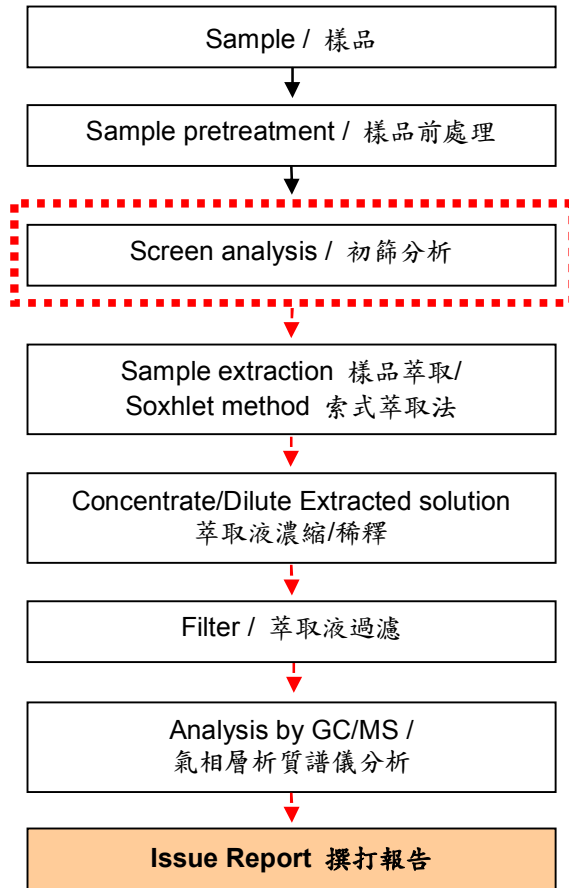 Sample / 樣品
Sample pretreatment / 樣品前處理
Screen analysis / 初篩分析
Sample extraction 樣品萃取/
Soxhlet method 索式萃取法
Concentrate/Dilute Extracted solution
萃取液濃縮/稀釋
Filter / 萃取液過濾
Analysis by GC/MS /
氣相層析質譜儀分析
Issue Report 撰打報告